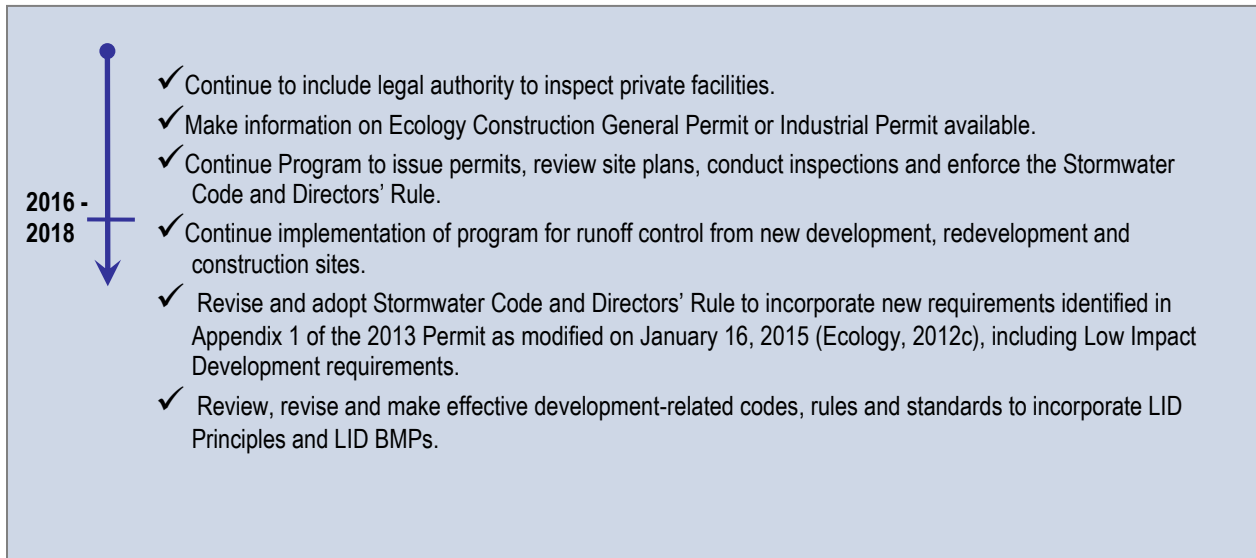 ✓Continue to include legal authority to inspect private facilities.
✓Make information on Ecology Construction General Permit or Industrial Permit available.
✓Continue Program to issue permits, review site plans, conduct inspections and enforce the Stormwater
Code and Directors’ Rule.
2016 -
2018
✓Continue implementation of program for runoff control from new development, redevelopment and
construction sites.
✓ Revise and adopt Stormwater Code and Directors’ Rule to incorporate new requirements identified in
Appendix 1 of the 2013 Permit as modified on January 16, 2015 (Ecology, 2012c), including Low Impact
Development requirements.
✓ Review, revise and make effective development-related codes, rules and standards to incorporate LID
Principles and LID BMPs.